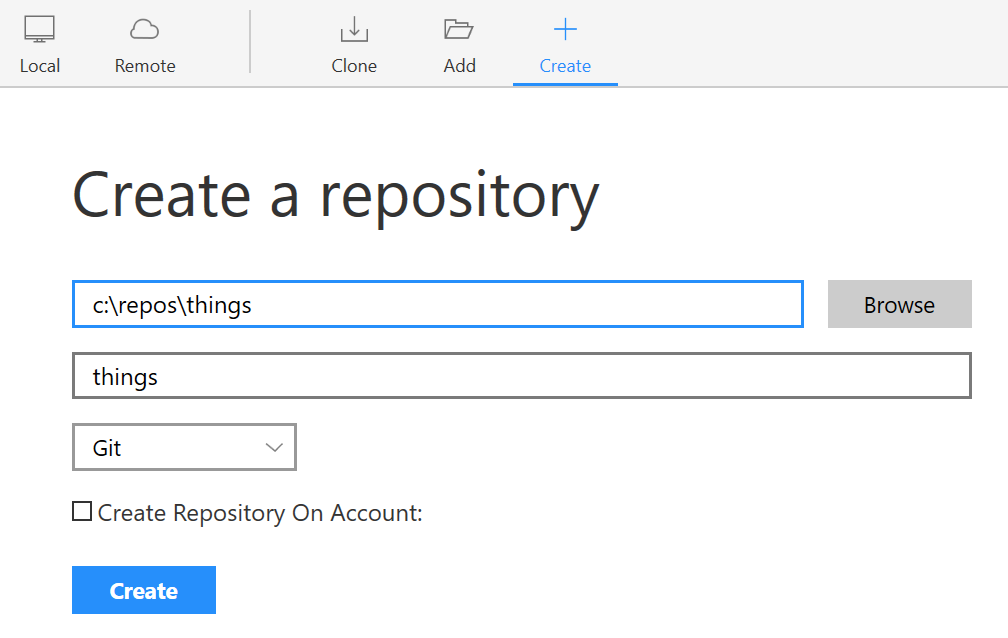 Local Remote Clone Add Create
Create a repository
c:\repos\things Browse
things
Git
Create Repository On Account:
Create